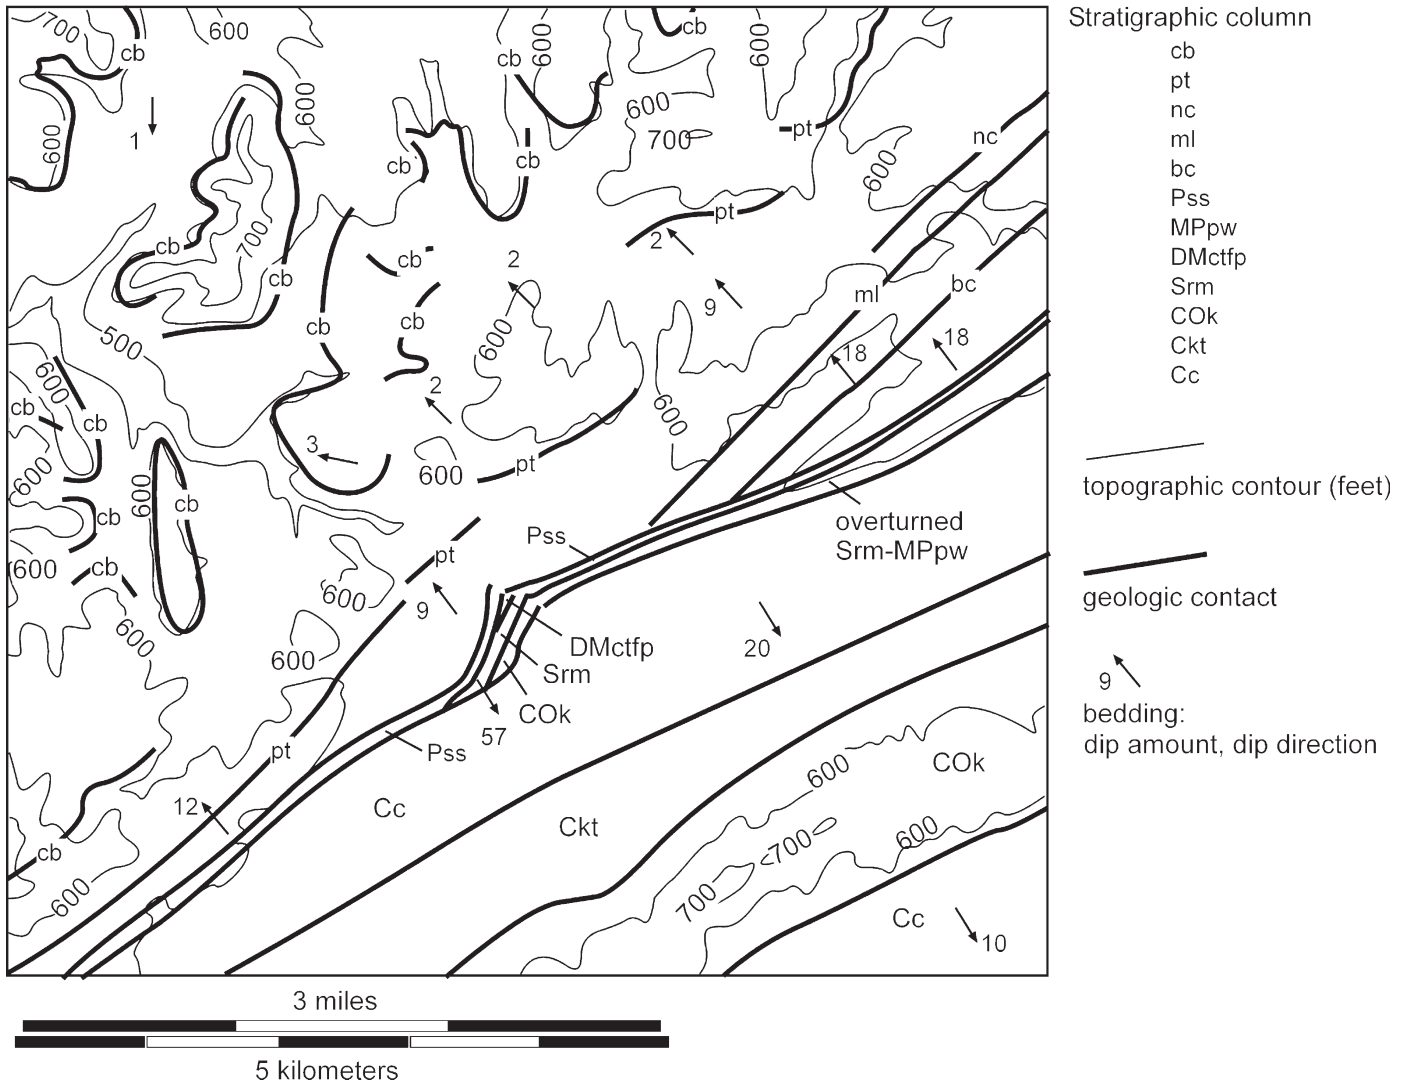 700
600
cb
cb
600
cb
600
Stratigraphic column
cb
pt
nc
ml
bc
Pss
MPpw
DMctfp
Srm
COk
Ckt
Cc
600
600
1
600
700
pt
nc
cb
cb
600
700
cb
cb
pt
2
2
cb
9
ml
bc
500
cb
cb
600
18
18
600
cb
cb
2
600
3
600
pt
600
600
cb
cb
topographic contour (feet)
overturned
Srm-MPpw
Pss
pt
600
cb
600
9
geologic contact
600
600
DMctfp
Srm
20
COk
57
9
bedding:
dip amount, dip direction
pt
Pss
600
COk
12
Cc
Ckt
600
700
cb
600
700
Cc
10
3 miles
5 kilometers